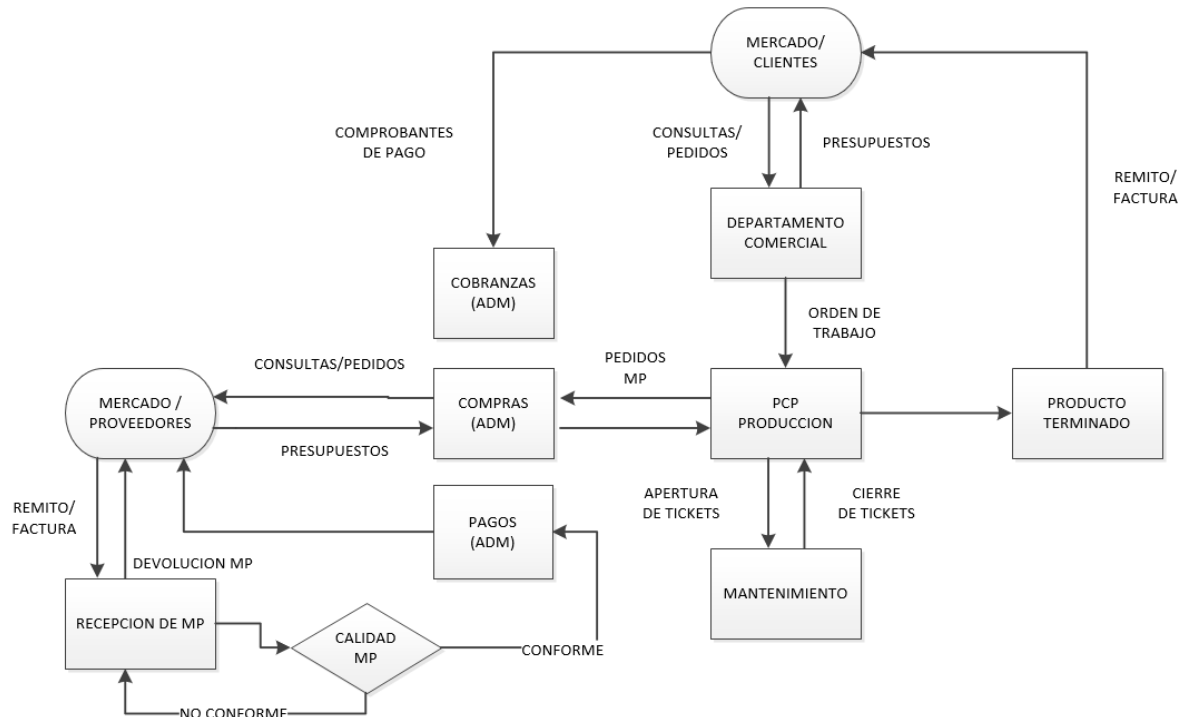 MERCADO/
CLIENTES
COMPROBANTES
DE PAGO
CONSULTAS/
PEDIDOS
PRESUPUESTOS
REMITO/
FACTURA
DEPARTAMENTO
COMERCIAL
COBRANZAS
(ADM)
ORDEN DE
TRABAJO
CONSULTAS/PEDIDOS
PEDIDOS
MP
MERCADO /
PROVEEDORES
COMPRAS
(ADM)
PCP
PRODUCCION
PRODUCTO
TERMINADO
PRESUPUESTOS
REMITO/
FACTURA
PAGOS
(ADM)
APERTURA
DE TICKETS
CIERRE
DE TICKETS
DEVOLUCION MP
RECEPCION DE MP
CALIDAD
MP
CONFORME
MANTENIMIENTO
NO CONFORME